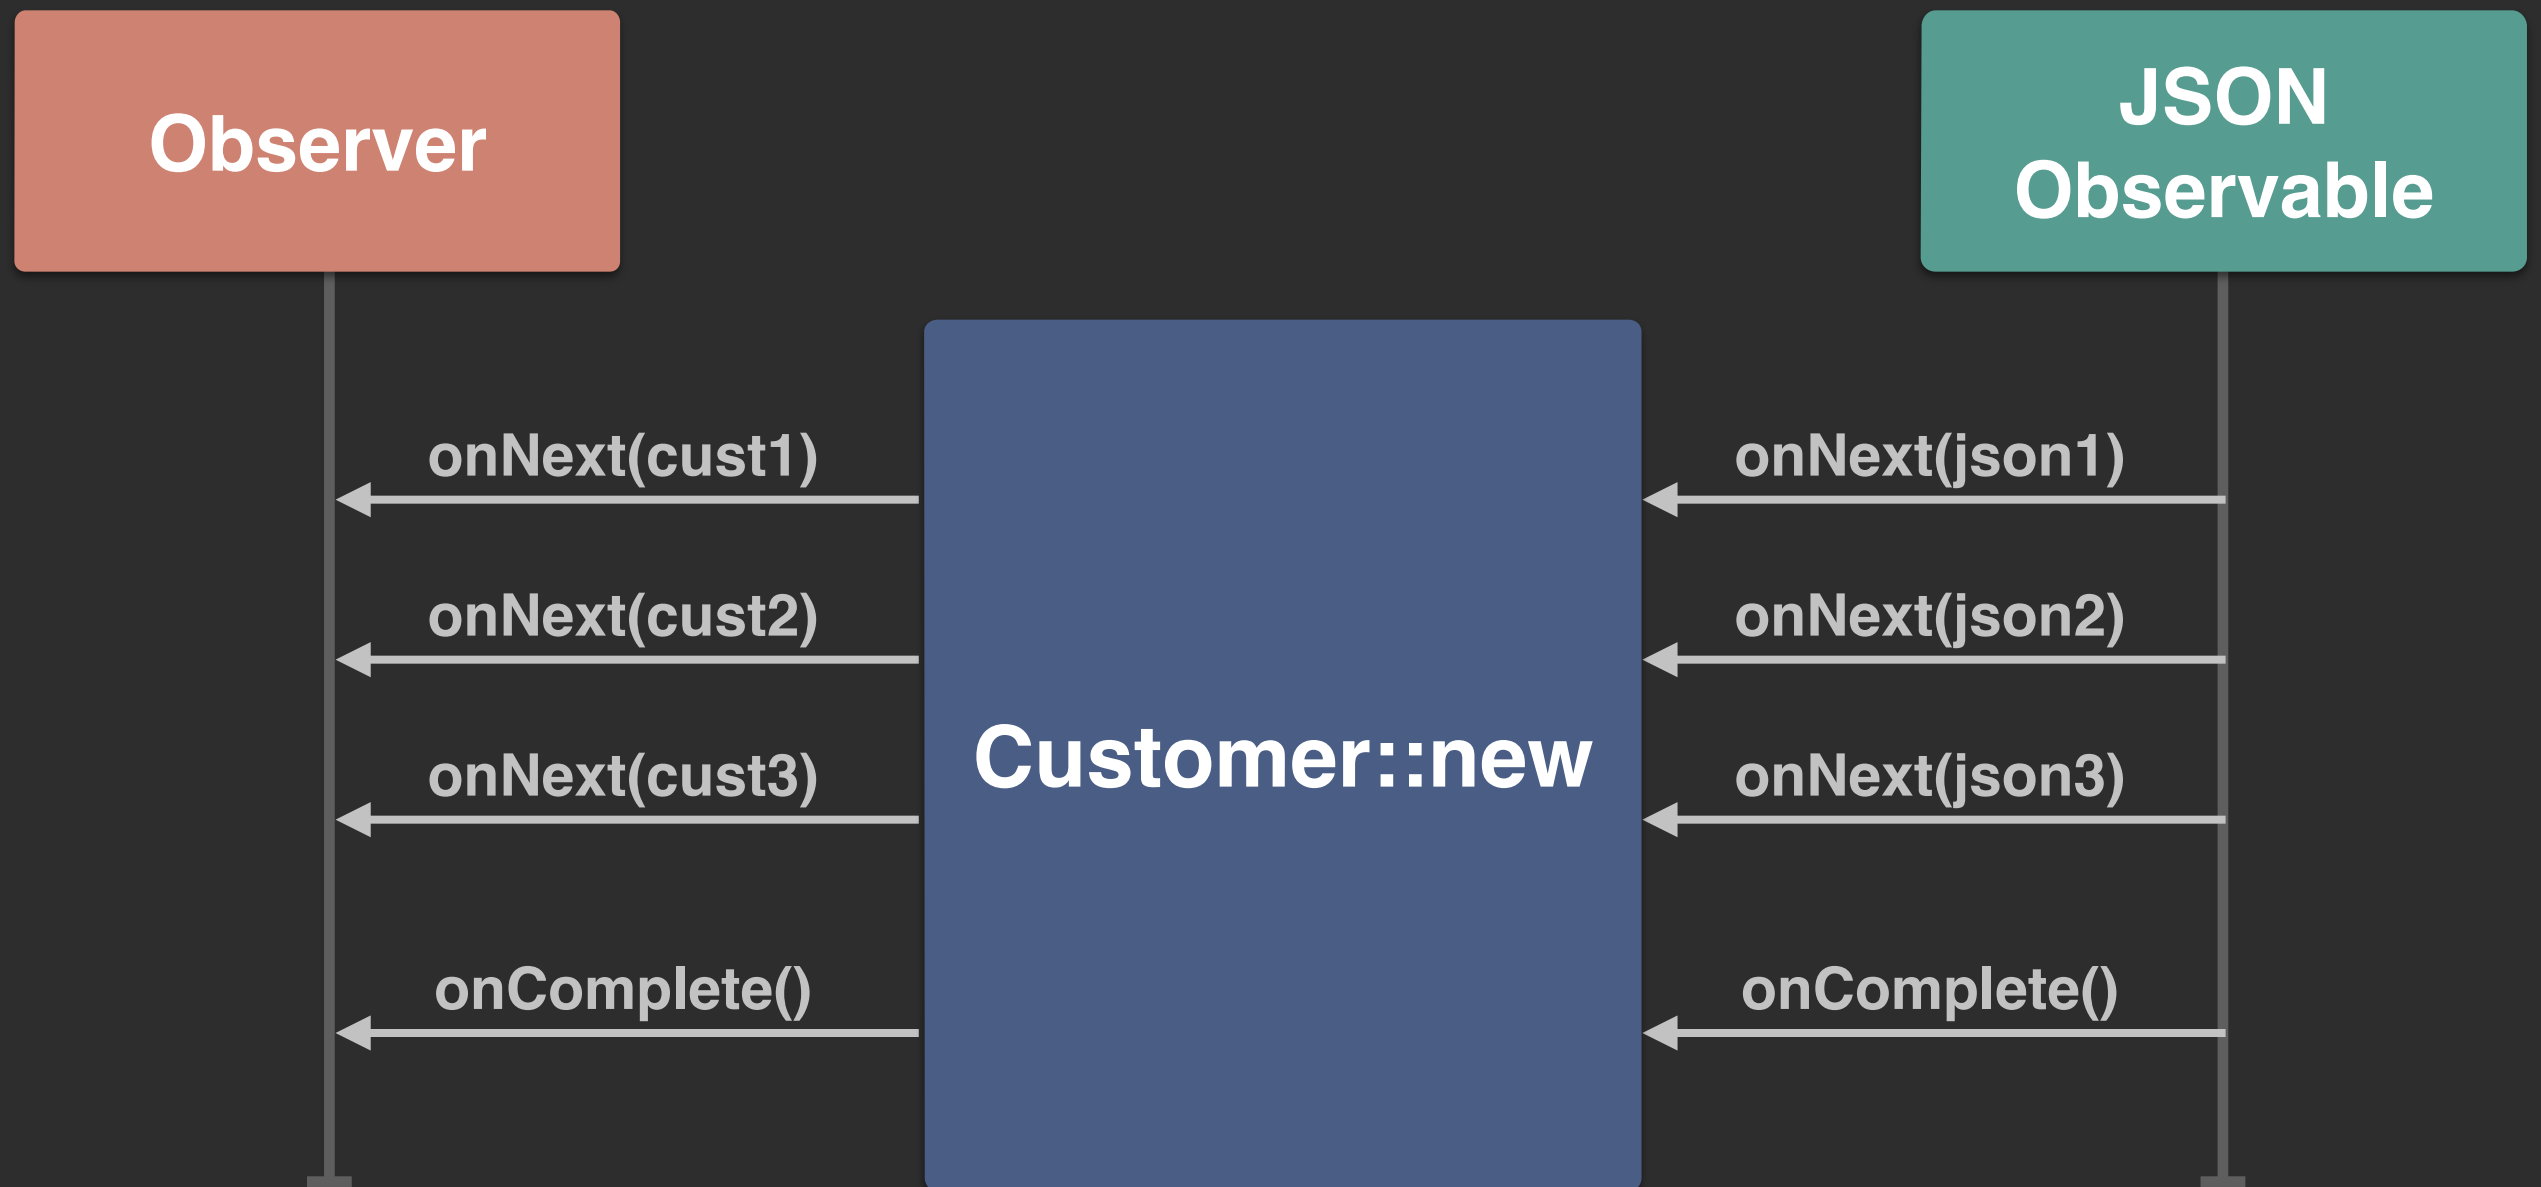 Observer
JSON
Observable
onNext(cust1)
onNext(json1)
onNext(cust2)
onNext(json2)
Customer::new
onNext(cust3)
onNext(json3)
onComplete()
onComplete()